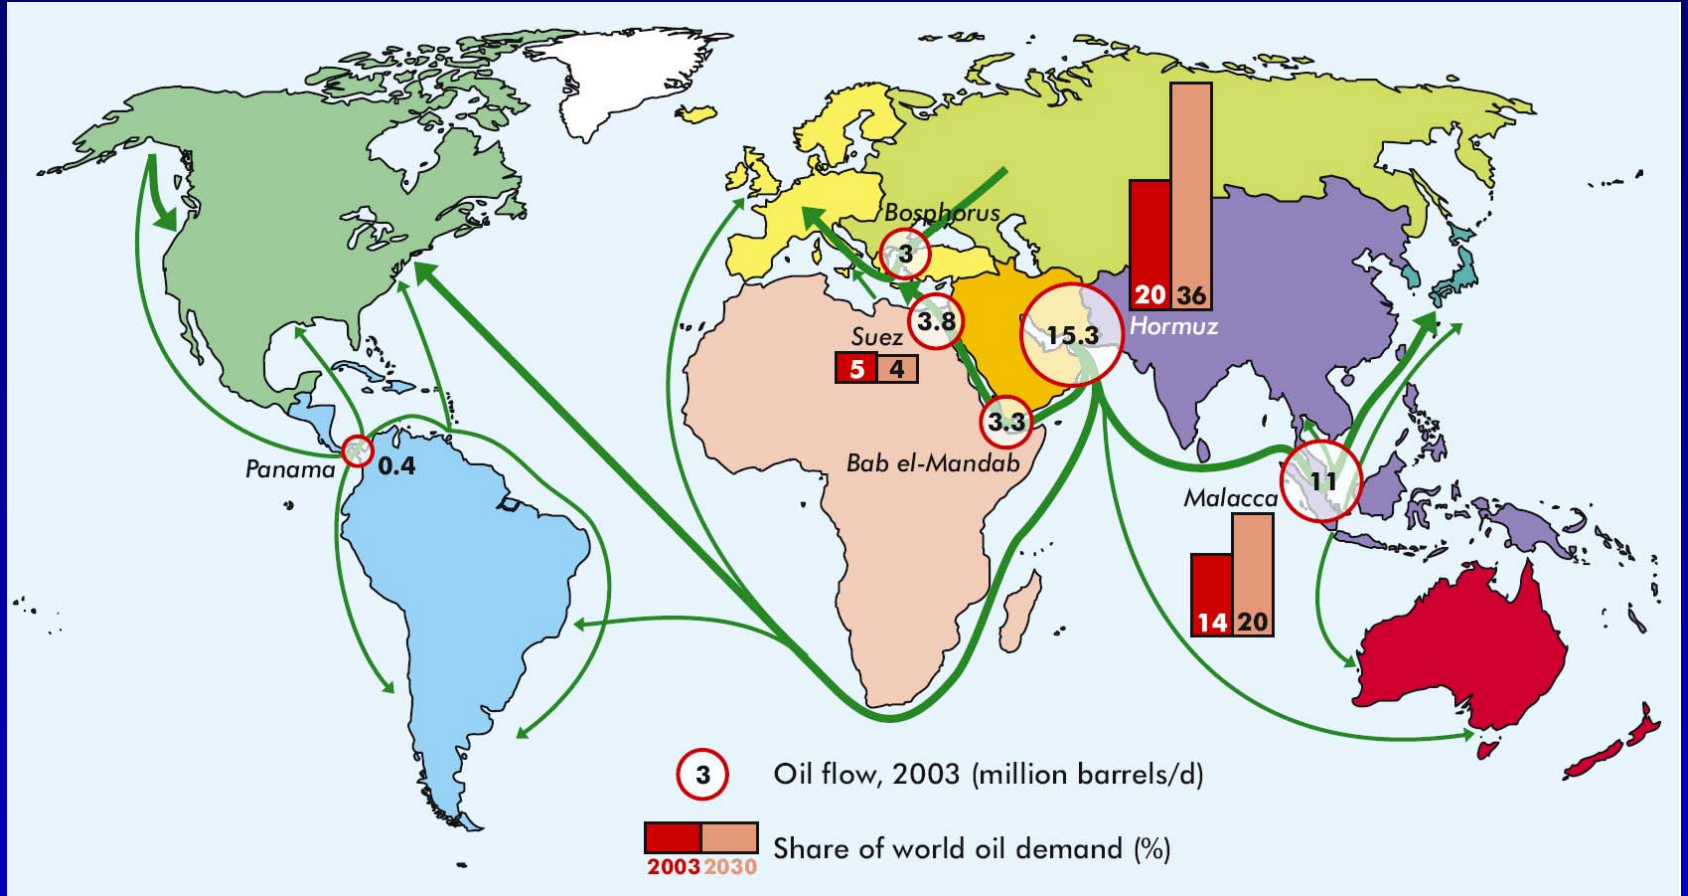 Bosphorus
3
20 36
Hormuz
3.8
15.3
Suez
5 4
3.3
Bab el-Mandab
Panama 0.4
11
Malacca
14 20
3 Oil flow, 2003 (million barrels/d)
Share of world oil demand (%)
2003 2030